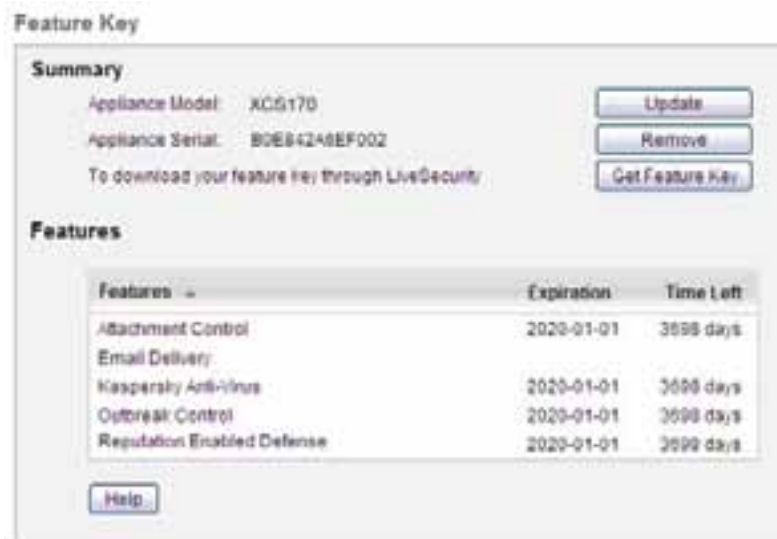 Feature Key
Summary
Appliance Model: XCS170
Update
Appliance Serial:
Remove
To download your feature key through LiveSecurity
Get Feature Key
Features
Features Expiration Time Left
Attachment Control 2020-01-01 3698 days
Email Delivery
Kaspersky Anti-Virus 2020-01-01 3698 days
Outbreak Control 2020-01-01 3698 days
Reputation Enabled Defense 2020-01-01 3698 days
Help